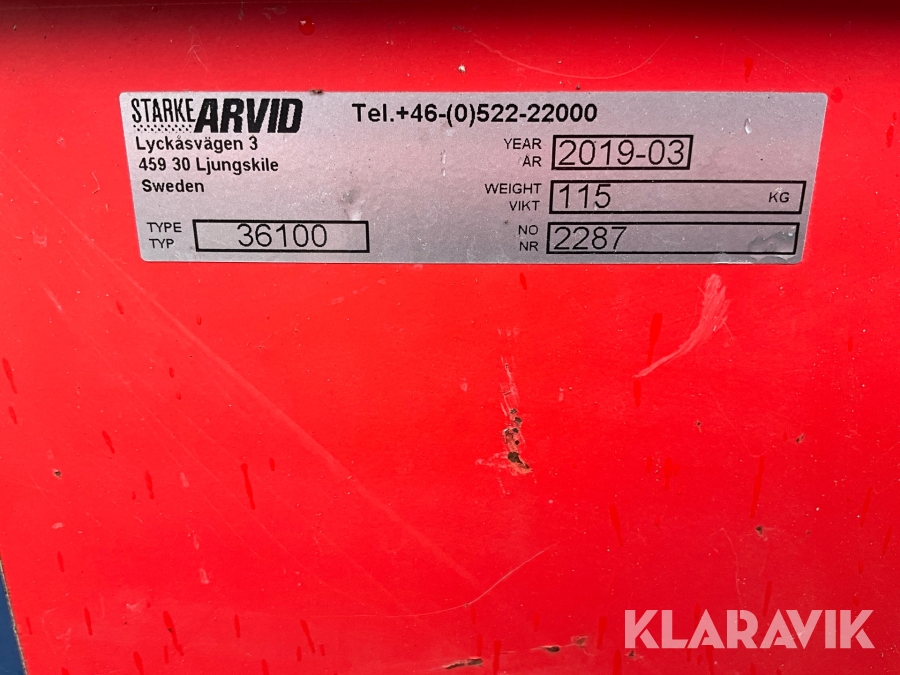 STARKE ARVID
Tel.+46-(0)522-22000
Lyckåsvägen 3
459 30 Ljungskile
Sweden
YEAR
ÅR
2019-03
WEIGHT
VIKT
115
KG
TYPE
TYP
36100
NO
NR
2287
KLARAVIK